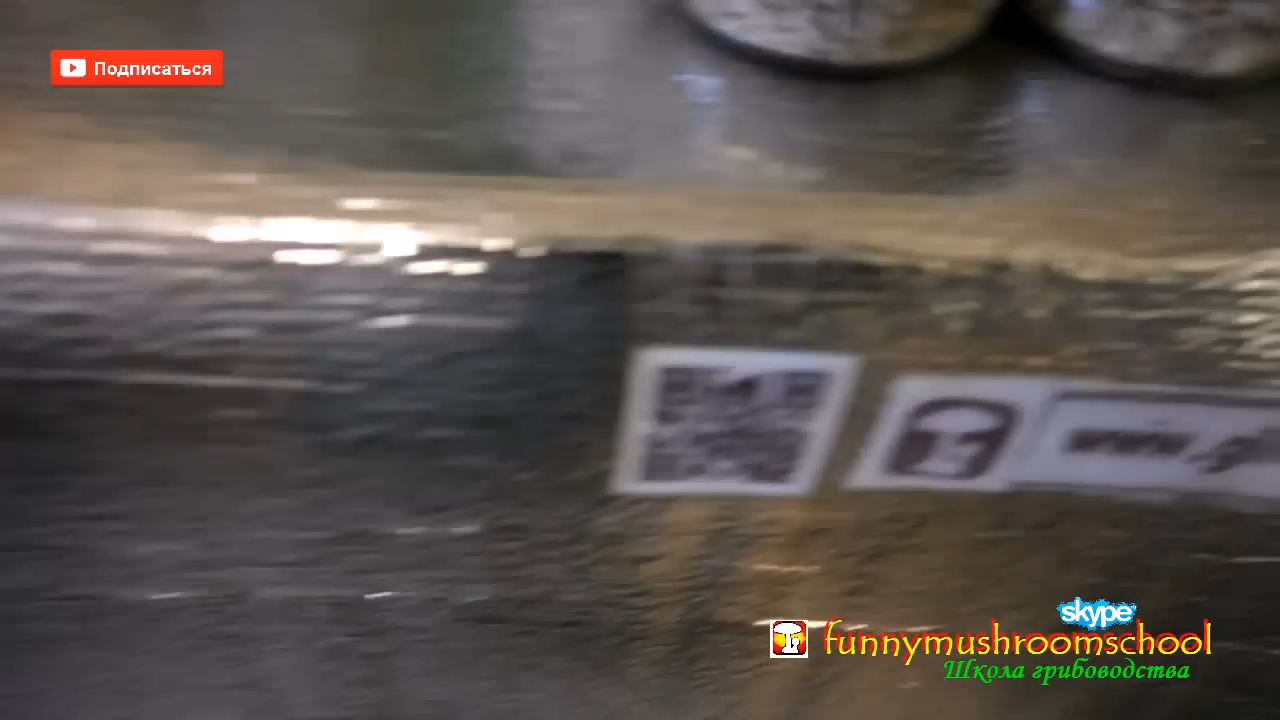 Подписаться
skype
funnymushroomschool
Школа грибоводства